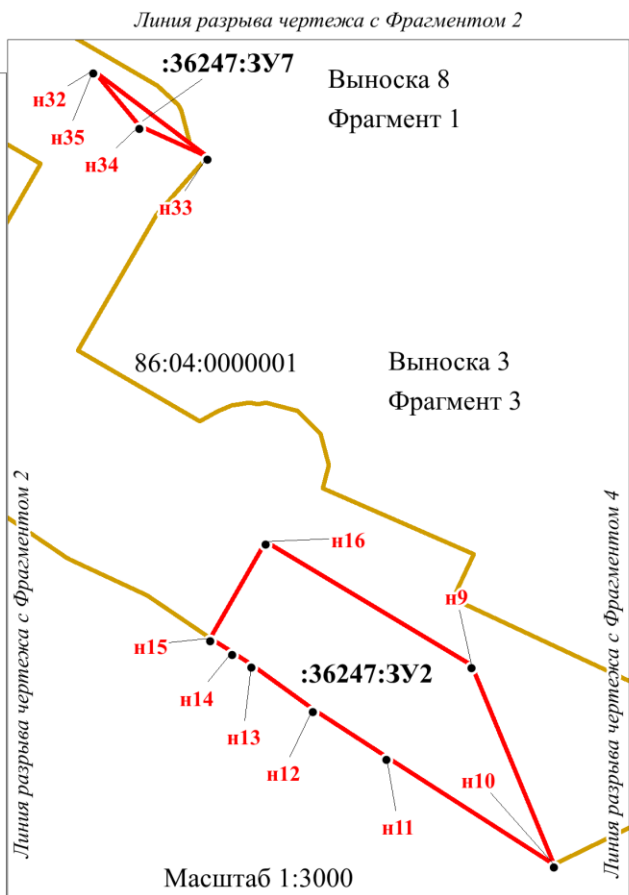 Линия разрыва чертежа с Фрагментом 2
:36247:ЗУ7
Выноска 8
Фрагмент 1
н32
н35
н34
н33
86:04:0000001
Выноска 3
Фрагмент 3
Линия разрыва чертежа с Фрагментом 2
Линия разрыва чертежа с Фрагментом 4
н16
н9
н15
н14
:36247:ЗУ2
н13
н12
н10
н11
Масштаб 1:3000